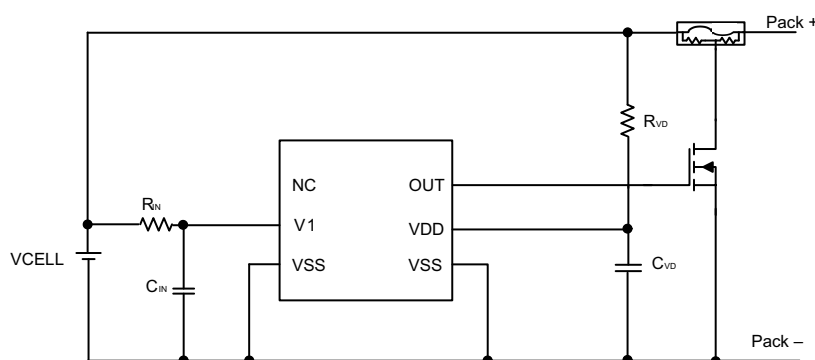 Pack +
RVD
NC
OUT
RIN
V1
VDD
VCELL
VSS
VSS
CIN
CVD
Pack –